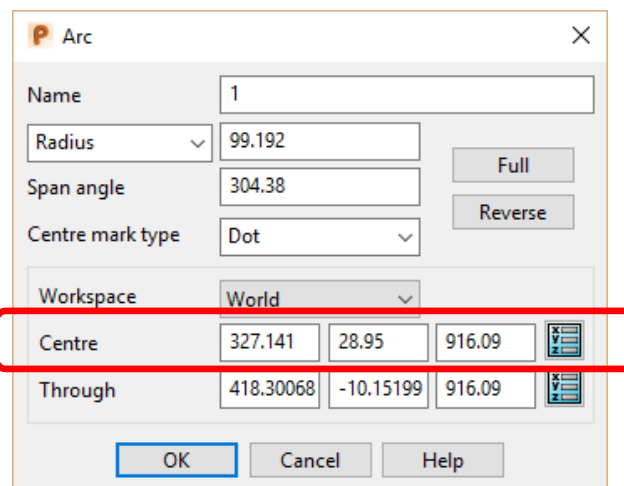 Arc
Name 1
Radius 99.192 Full
Span angle 304.38 Reverse
Centre mark type Dot
Workspace World
Centre 327.141 28.95 916.09
Through 418.30068 -10.15199 916.09
OK Cancel Help